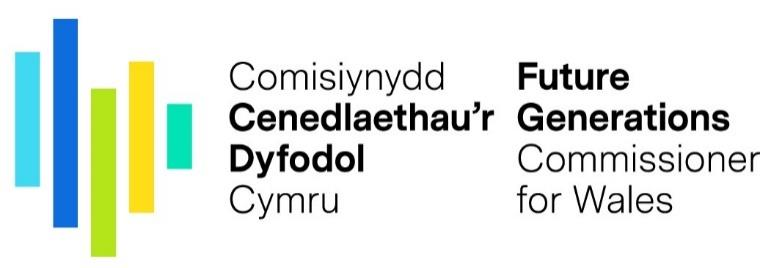 Comisiynydd
Cenedlaethau’r
Dyfodol
Cymru
Future
Generations
Commissioner
for Wales